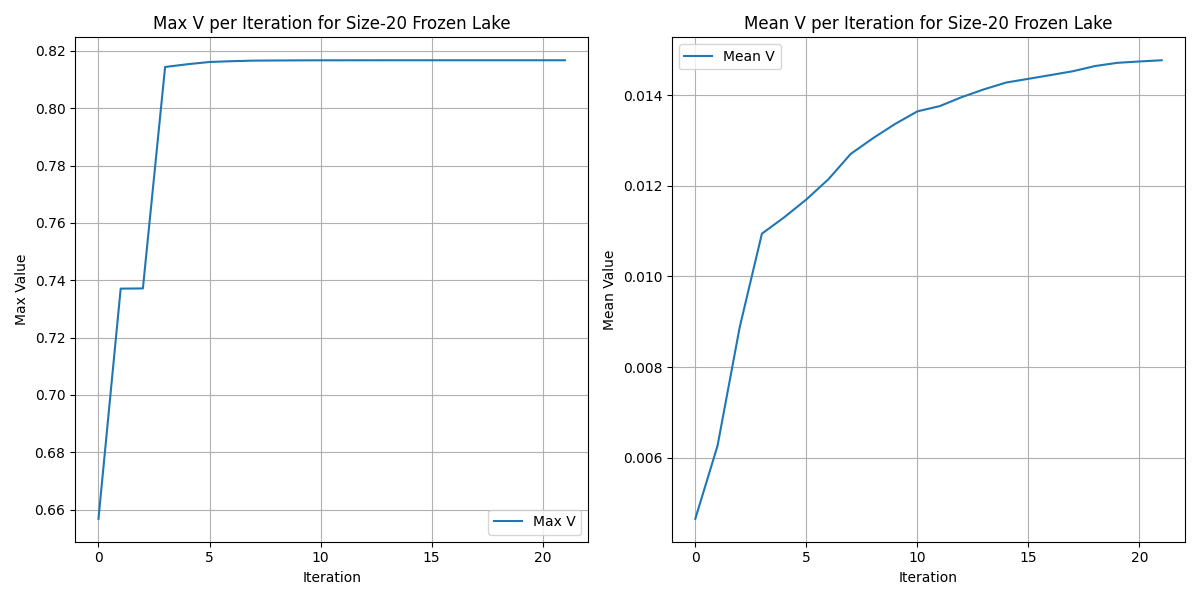 Max V per Iteration for Size-20 Frozen Lake
Max Value
0.82
0.80
0.78
0.76
0.74
0.72
0.70
0.68
0.66
Max V
0 5 10 15 20
Iteration
Mean V per Iteration for Size-20 Frozen Lake
Mean V
Mean Value
0.014
0.012
0.010
0.008
0.006
0 5 10 15 20
Iteration